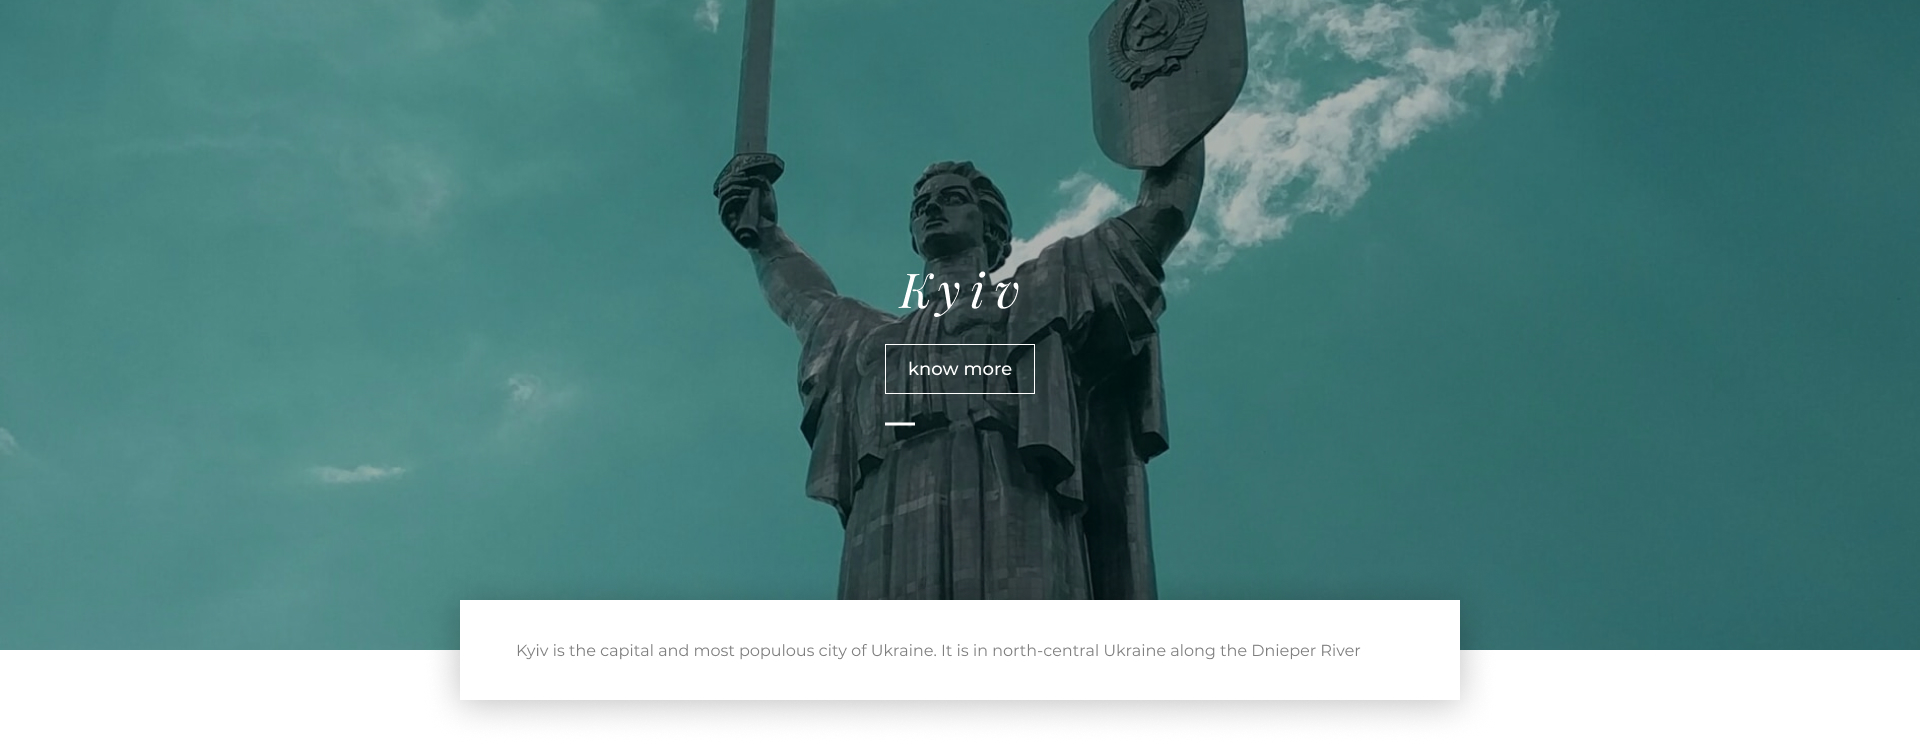 Kyiv
know more
Kyiv is the capital and most populous city of Ukraine. It is in north-central Ukraine along the Dnieper River